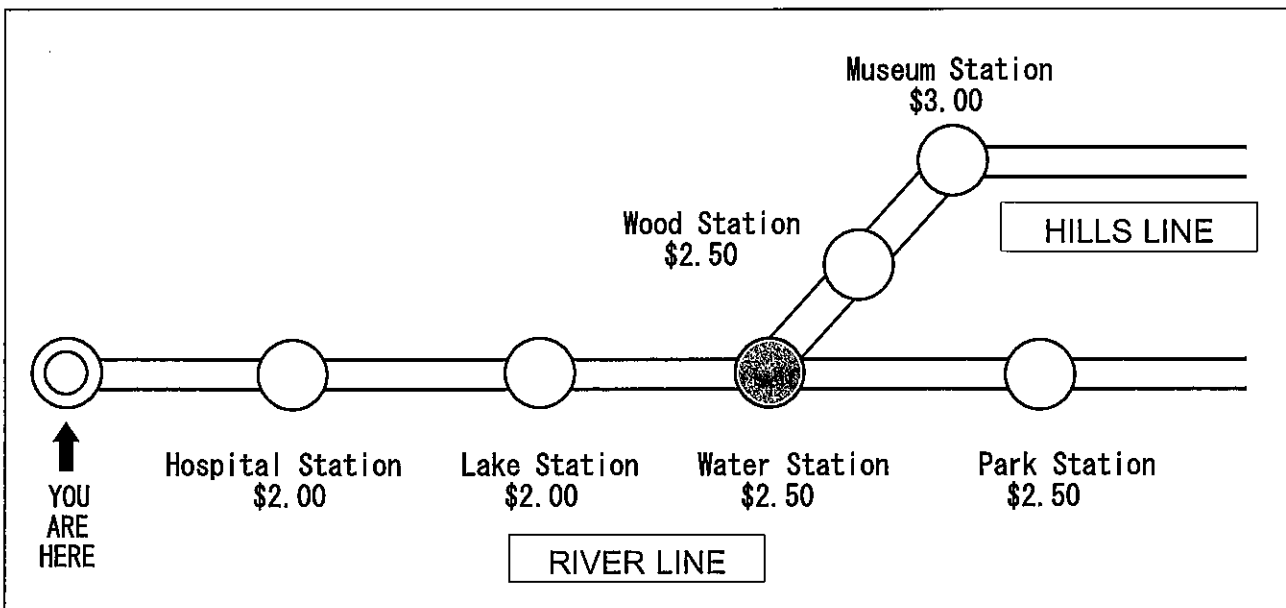 Museum Station
$3.00
Wood Station
$2.50
HILLS LINE
YOU
ARE
HERE
Hospital Station
$2.00
Lake Station
$2.00
Water Station
$2.50
Park Station
$2.50
RIVER LINE